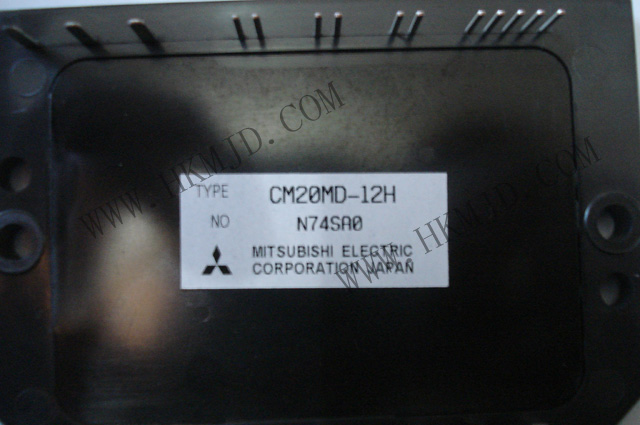 TYPE CM20MD-12H
NO N74SA0
MITSUBISHI ELECTRIC
CORPORATION JAPAN
WWW.HKMJD.COM
WWW.HKMJD.COM